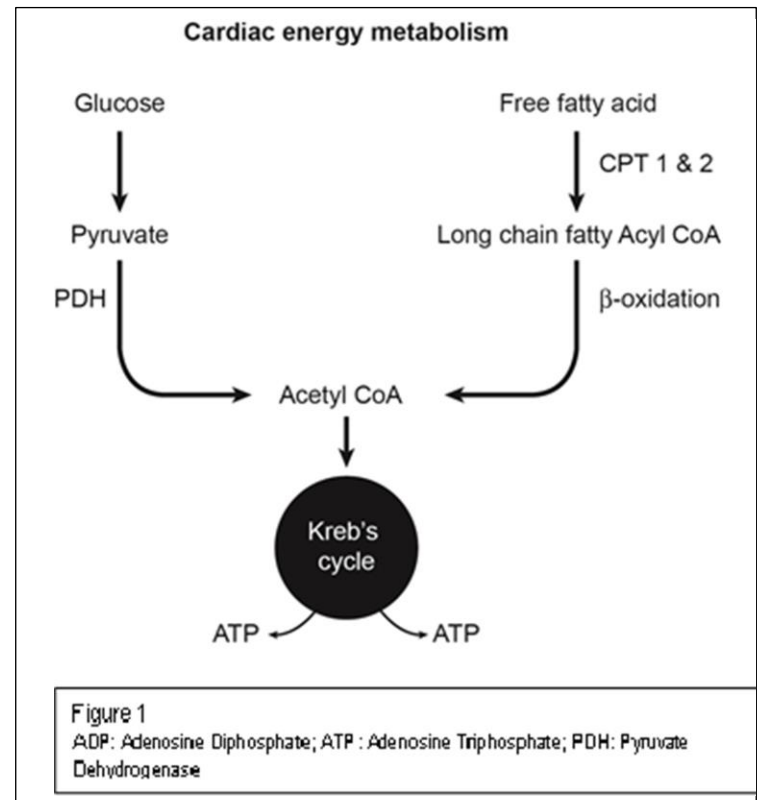 Cardiac energy metabolism
Glucose
Free fatty acid
CPT 1 & 2
Pyruvate
Long chain fatty Acyl CoA
PDH
β-oxidation
Acetyl CoA
Kreb's
cycle
ATP
ATP
Figure 1
ADP: Adenosine Diphosphate; ATP : Adenosine Triphosphate; PDH: Pyruvate
Dehydrogenase